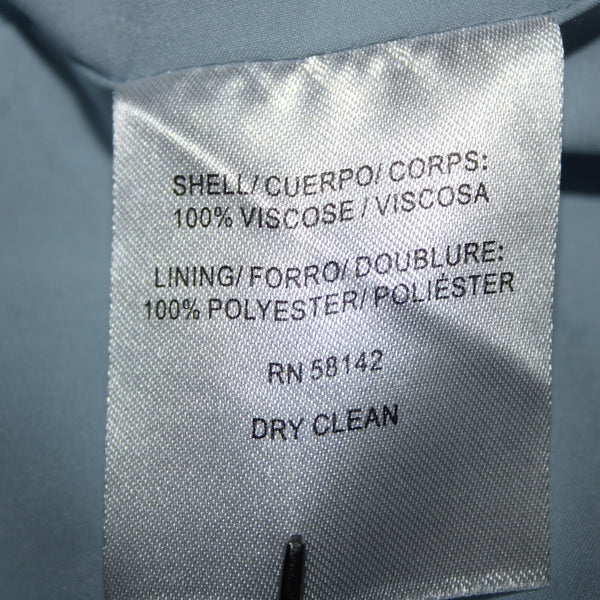 SHELL/ CUERPO/ CORPS:
100% VISCOSE / VISCOSA
LINING/ FORRO/ DOUBLURE:
100% POLYESTER/ POLIÉSTER
RN 58142
DRY CLEAN